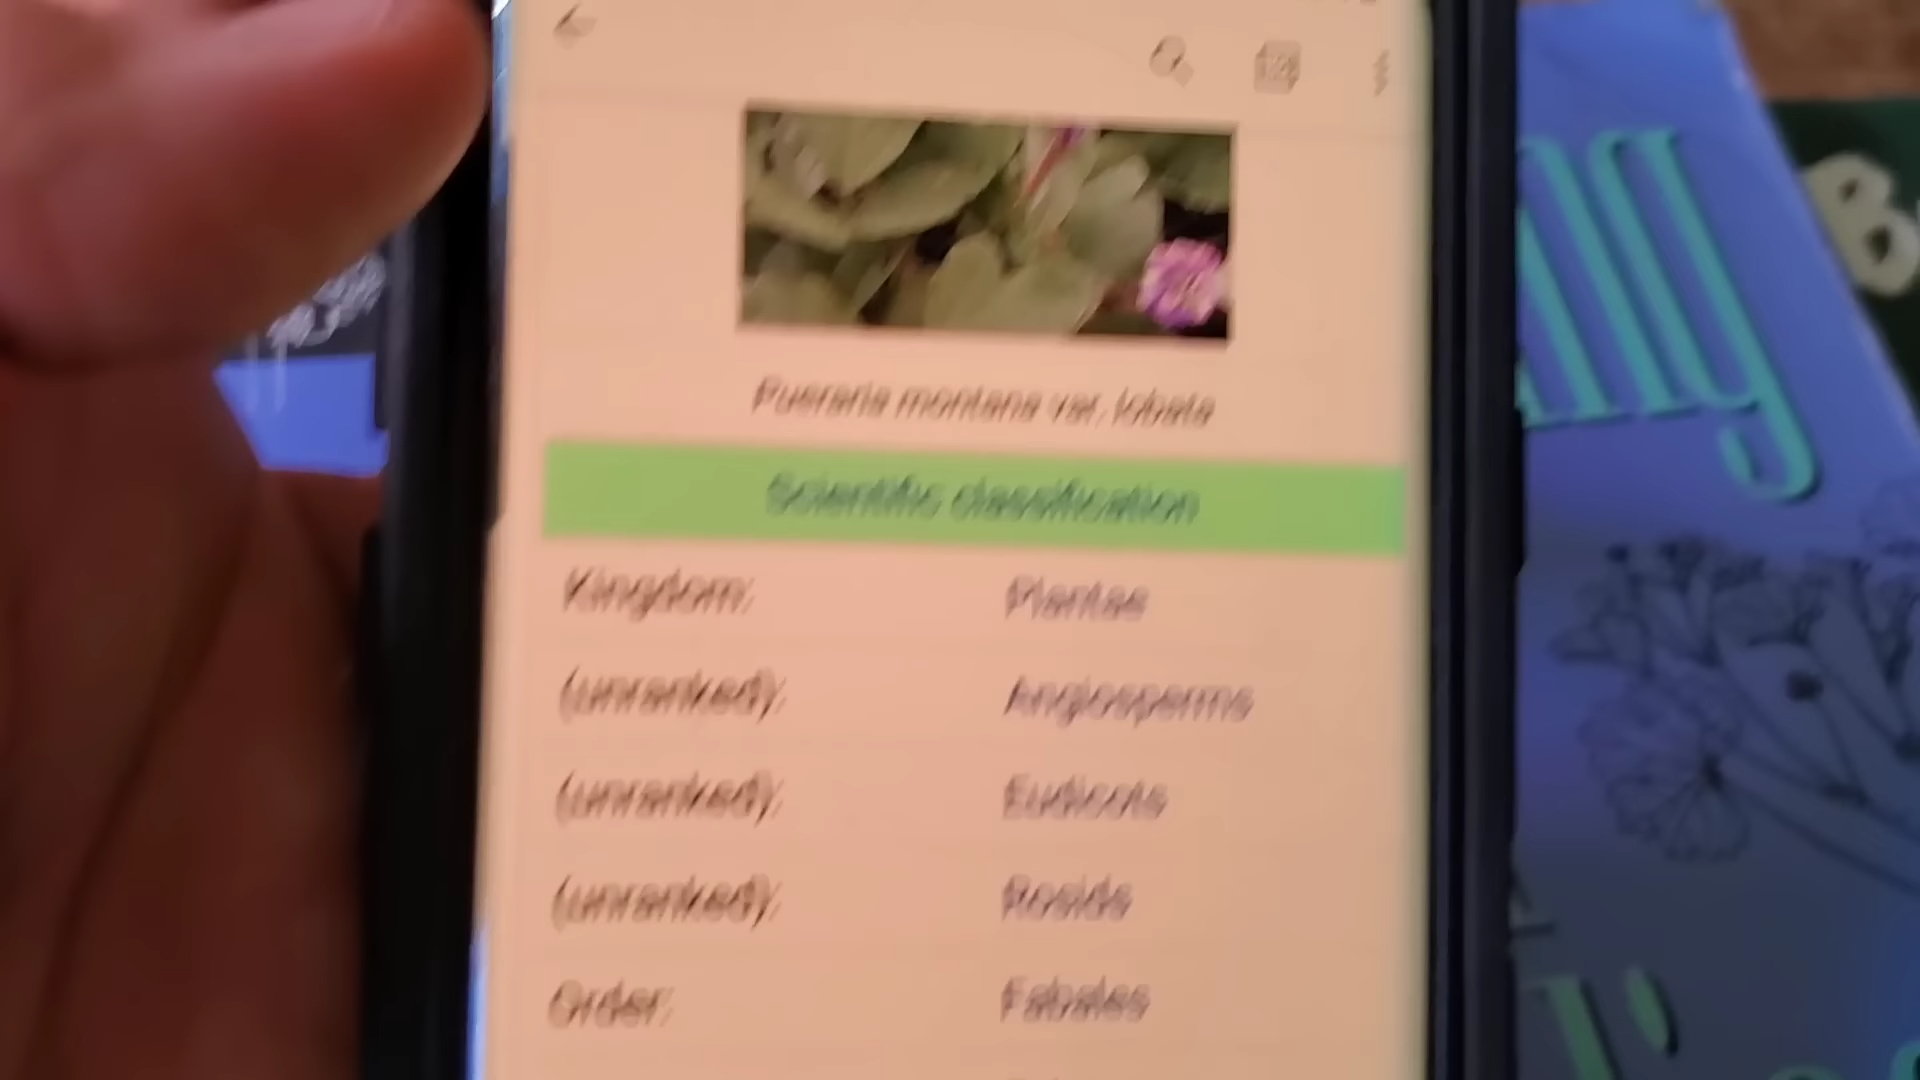 Pueraria montana var. lobata
Scientific classification
Kingdom: Plantae
(unranked): Angiosperms
(unranked): Eudicots
(unranked): Rosids
Order: Fabales